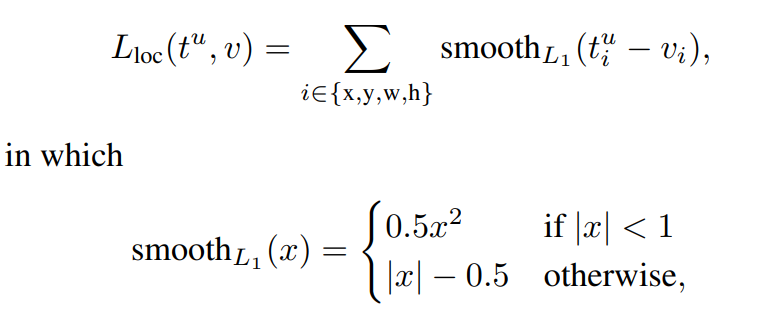 L_loc(t^u, v) = ∑_{i∈{x,y,w,h}} smooth_{L_1}(t_i^u − v_i),
in which
smooth_{L_1}(x) = { 0.5x^2 if |x| < 1
|x| − 0.5 otherwise,